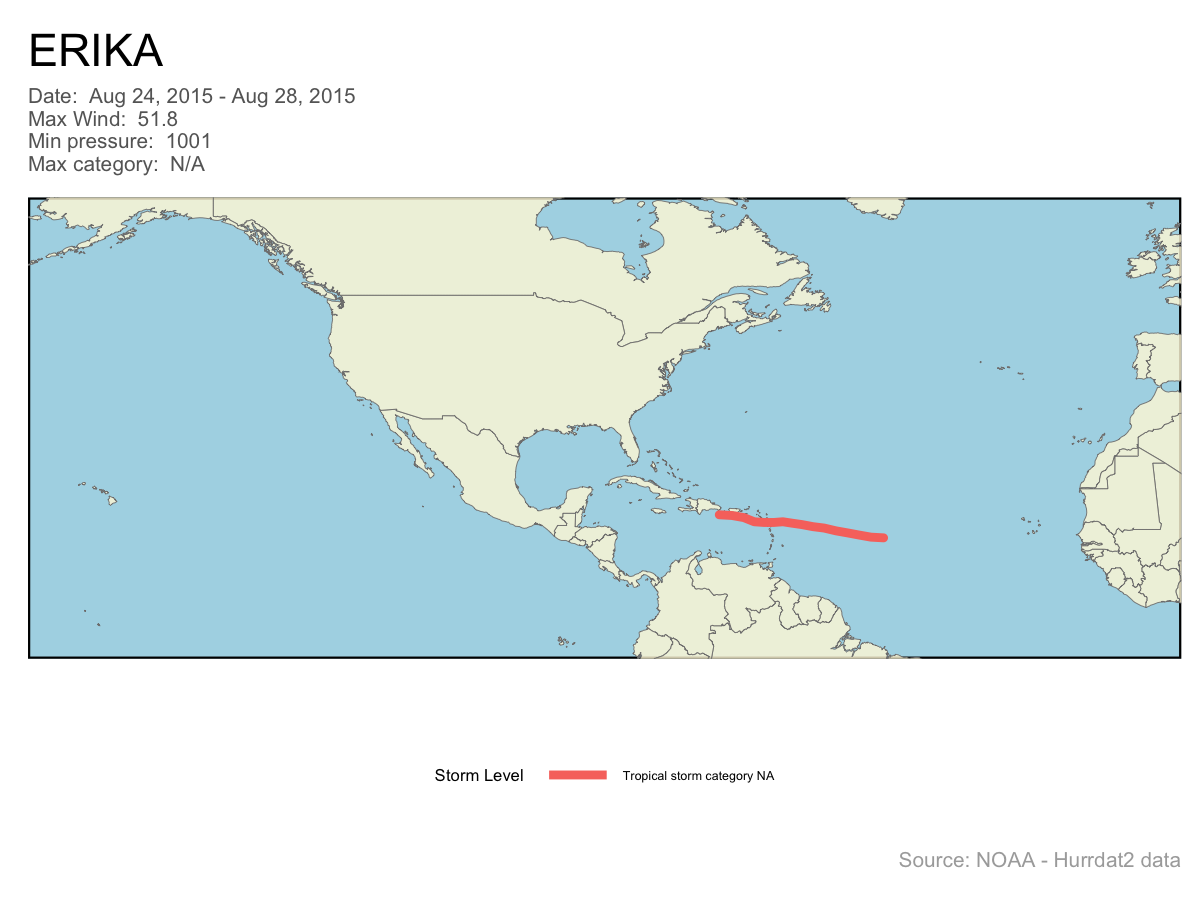 ERIKA
Date:  Aug 24, 2015 - Aug 28, 2015
Max Wind:  51.8
Min pressure:  1001
Max category:  N/A
Storm Level
Tropical storm category NA
Source: NOAA - Hurrdat2 data